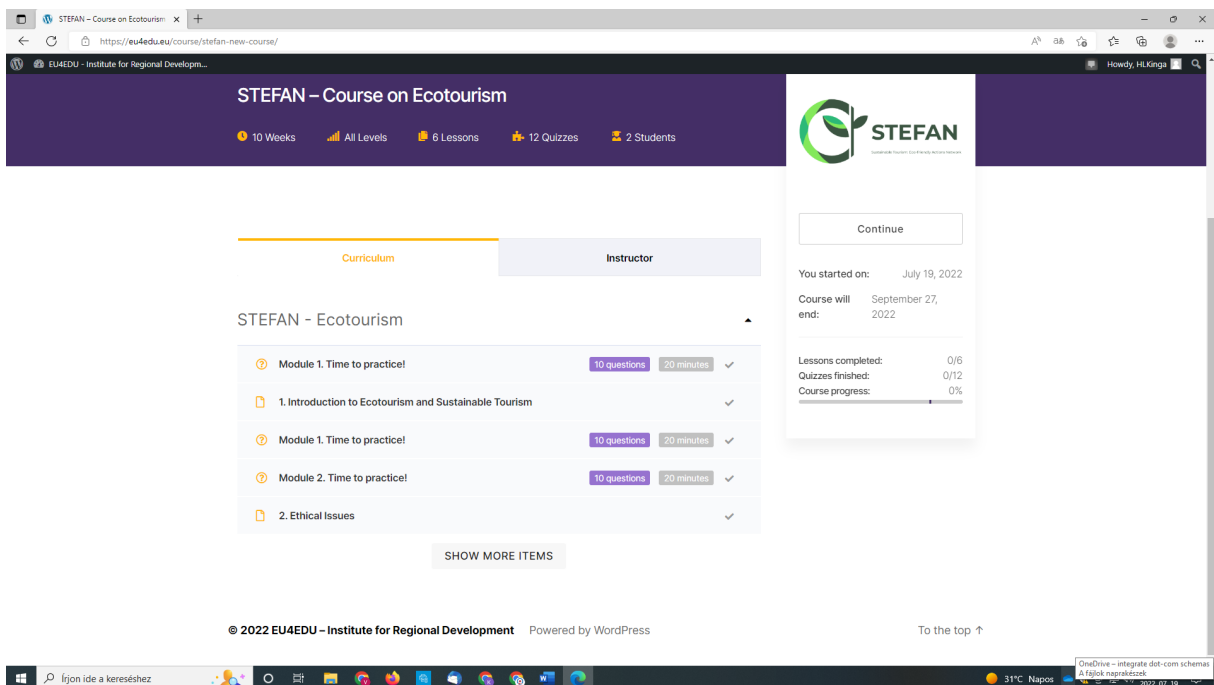 STEFAN – Course on Ecotourism
https://eu4edu.eu/course/stefan-new-course/
EU4EDU - Institute for Regional Developm...
Howdy, HLKinga
STEFAN – Course on Ecotourism
10 Weeks All Levels 6 Lessons 12 Quizzes 2 Students
STEFAN
Curriculum Instructor
Continue
You started on: July 19, 2022
Course will end: September 27, 2022
Lessons completed: 0/6
Quizzes finished: 0/12
Course progress: 0%
STEFAN - Ecotourism
Module 1. Time to practice! 10 questions 20 minutes
1. Introduction to Ecotourism and Sustainable Tourism
Module 1. Time to practice! 10 questions 20 minutes
Module 2. Time to practice! 10 questions 20 minutes
2. Ethical Issues
SHOW MORE ITEMS
© 2022 EU4EDU – Institute for Regional Development Powered by WordPress To the top ↑
OneDrive – integrate dot-com schemas
A fájlok naprakészek
Írjon ide a kereséshez
31°C Napos
2022. 07. 19.